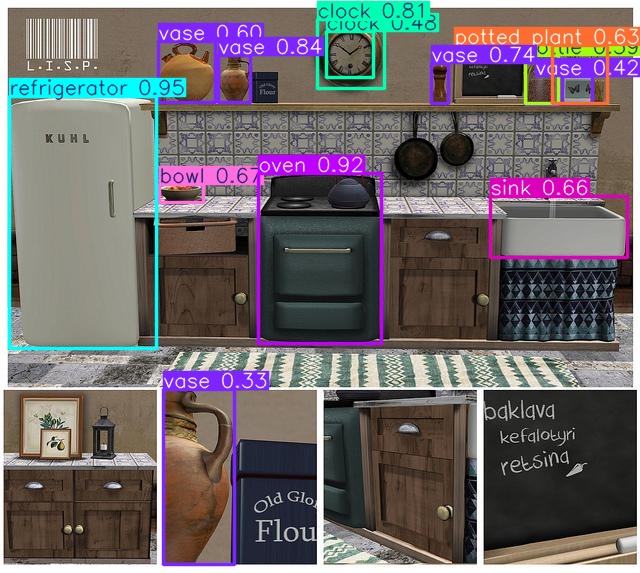 L.I.S.P.
clock 0.81
clock 0.48
vase 0.60
vase 0.84
potted plant 0.63
vase 0.74
vase 0.42
refrigerator 0.95
KUHL
Flour
bowl 0.67
oven 0.92
sink 0.66
vase 0.33
Old Glo
Flou
baklava
kefalotyri
retsina